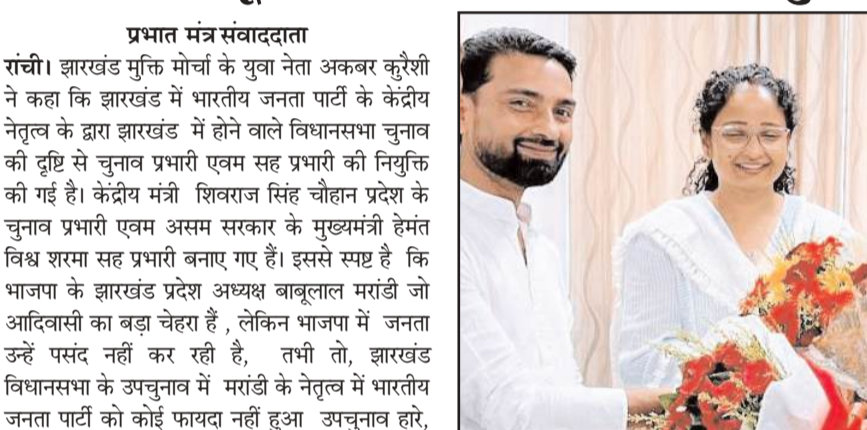 प्रभात मंत्र संवाददाता
रांची। झारखंड मुक्ति मोर्चा के युवा नेता अकबर कुरैशी
ने कहा कि झारखंड में भारतीय जनता पार्टी के केंद्रीय
नेतृत्व के द्वारा झारखंड में होने वाले विधानसभा चुनाव
की दृष्टि से चुनाव प्रभारी एवम सह प्रभारी की नियुक्ति
की गई है। केंद्रीय मंत्री शिवराज सिंह चौहान प्रदेश के
चुनाव प्रभारी एवम असम सरकार के मुख्यमंत्री हेमंत
विश्व शरमा सह प्रभारी बनाए गए हैं। इससे स्पष्ट है कि
भाजपा के झारखंड प्रदेश अध्यक्ष बाबूलाल मरांडी जो
आदिवासी का बड़ा चेहरा हैं , लेकिन भाजपा में जनता
उन्हें पसंद नहीं कर रही है, तभी तो, झारखंड
विधानसभा के उपचुनाव में मरांडी के नेतृत्व में भारतीय
जनता पार्टी को कोई फायदा नहीं हुआ उपचुनाव हारे,